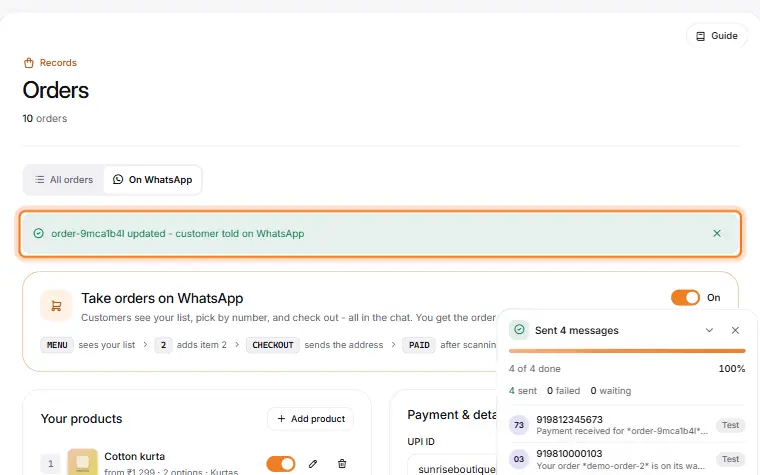 Guide
Records
Orders
10 orders
All orders
On WhatsApp
order-9mca1b4l updated - customer told on WhatsApp
Take orders on WhatsApp
On
Customers see your list, pick by number, and check out - all in the chat. You get the order
MENU sees your list > 2 adds item 2 > CHECKOUT sends the address > PAID after scannin
Sent 4 messages
4 of 4 done 100%
4 sent 0 failed 0 waiting
73 919812345673 Test
Payment received for *order-9mca1b4l*...
03 919810000103 Test
Your order *demo-order-2* is on its wa...
Your products
+ Add product
1 Cotton kurta
from ₹1,299 · 2 options · Kurtas
Payment & deta
UPI ID
sunriseboutique